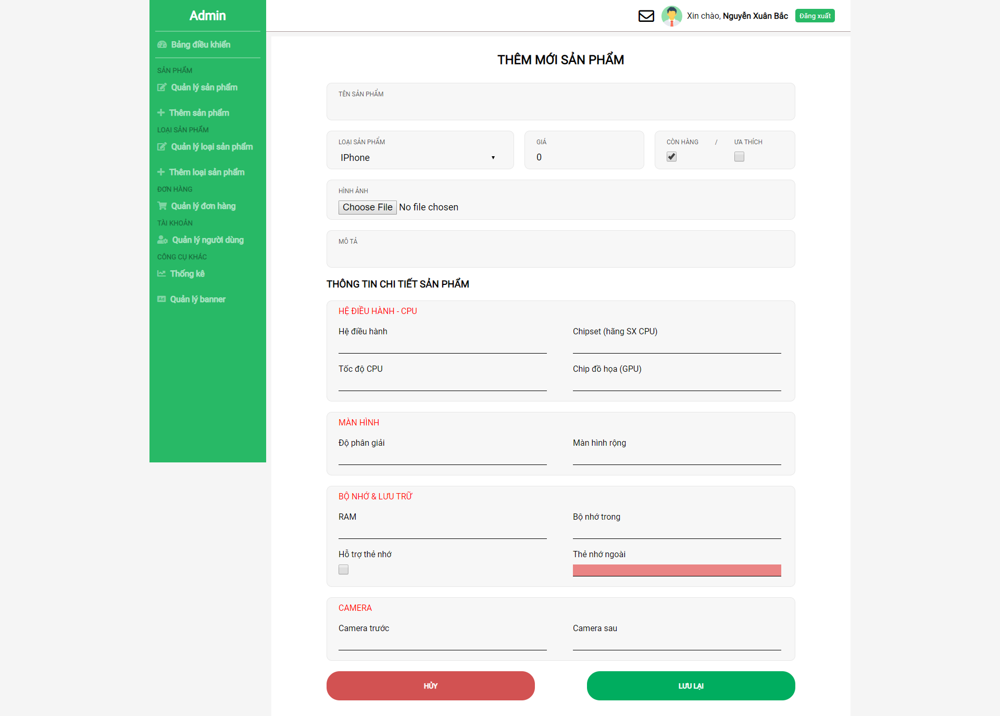 Admin
Bảng điều khiển
SẢN PHẨM
Quản lý sản phẩm
Thêm sản phẩm
LOẠI SẢN PHẨM
Quản lý loại sản phẩm
Thêm loại sản phẩm
ĐƠN HÀNG
Quản lý đơn hàng
TÀI KHOẢN
Quản lý người dùng
CÔNG CỤ KHÁC
Thống kê
Ad Quản lý banner
Xin chào, Nguyễn Xuân Bắc Đăng xuất
THÊM MỚI SẢN PHẨM
TÊN SẢN PHẨM
LOẠI SẢN PHẨM GIÁ CÒN HÀNG / ƯA THÍCH
IPhone 0
HÌNH ẢNH
Choose File No file chosen
MÔ TẢ
THÔNG TIN CHI TIẾT SẢN PHẨM
HỆ ĐIỀU HÀNH - CPU
Hệ điều hành Chipset (hãng SX CPU)
Tốc độ CPU Chip đồ họa (GPU)
MÀN HÌNH
Độ phân giải Màn hình rộng
BỘ NHỚ & LƯU TRỮ
RAM Bộ nhớ trong
Hỗ trợ thẻ nhớ Thẻ nhớ ngoài
CAMERA
Camera trước Camera sau
HỦY LƯU LẠI